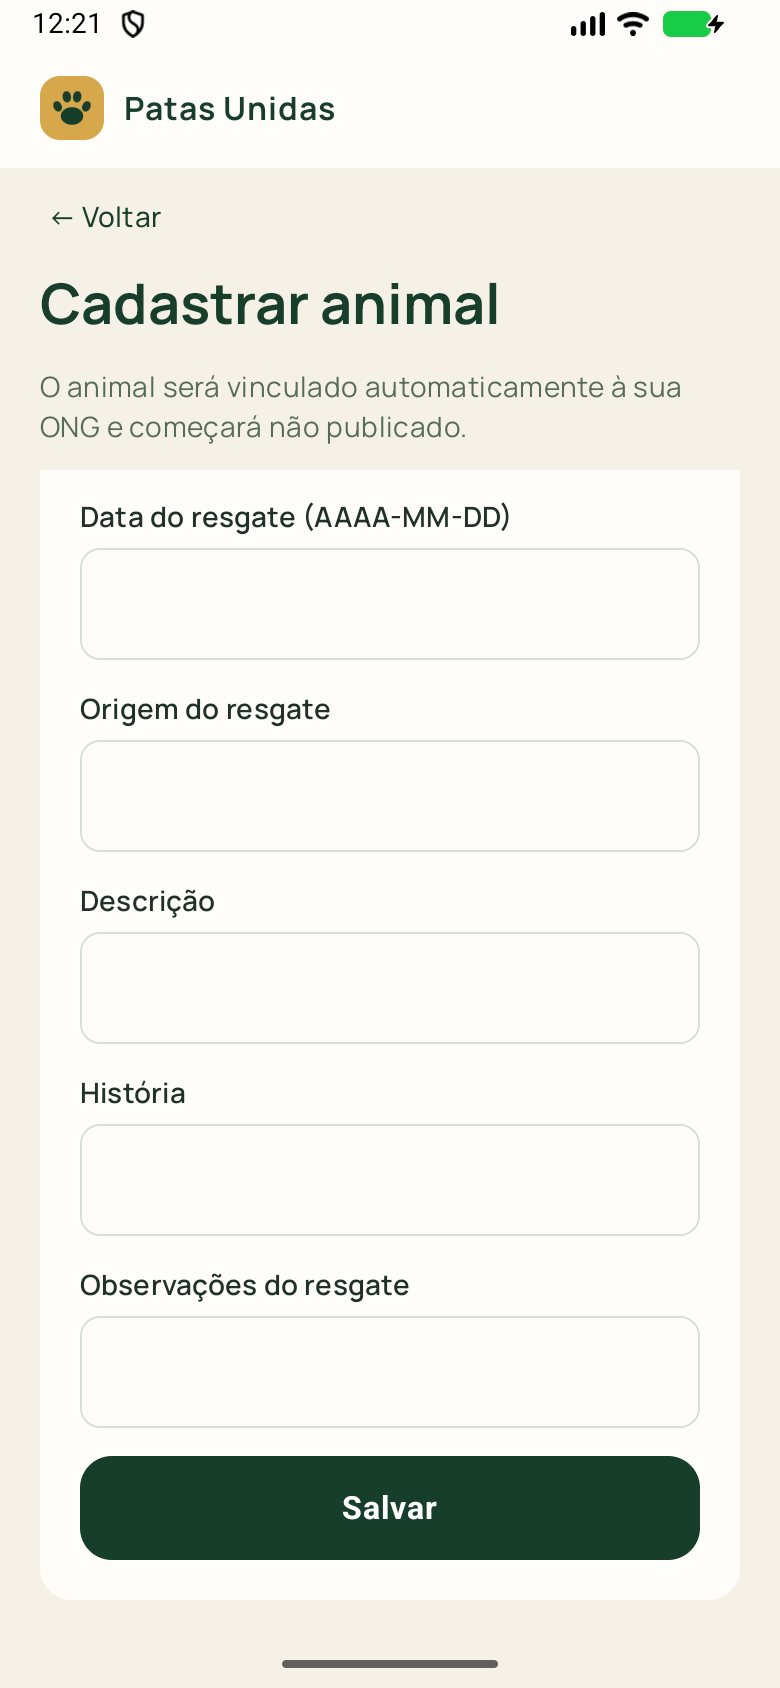 12:21
Patas Unidas
← Voltar
Cadastrar animal
O animal será vinculado automaticamente à sua
ONG e começará não publicado.
Data do resgate (AAAA-MM-DD)
Origem do resgate
Descrição
História
Observações do resgate
Salvar